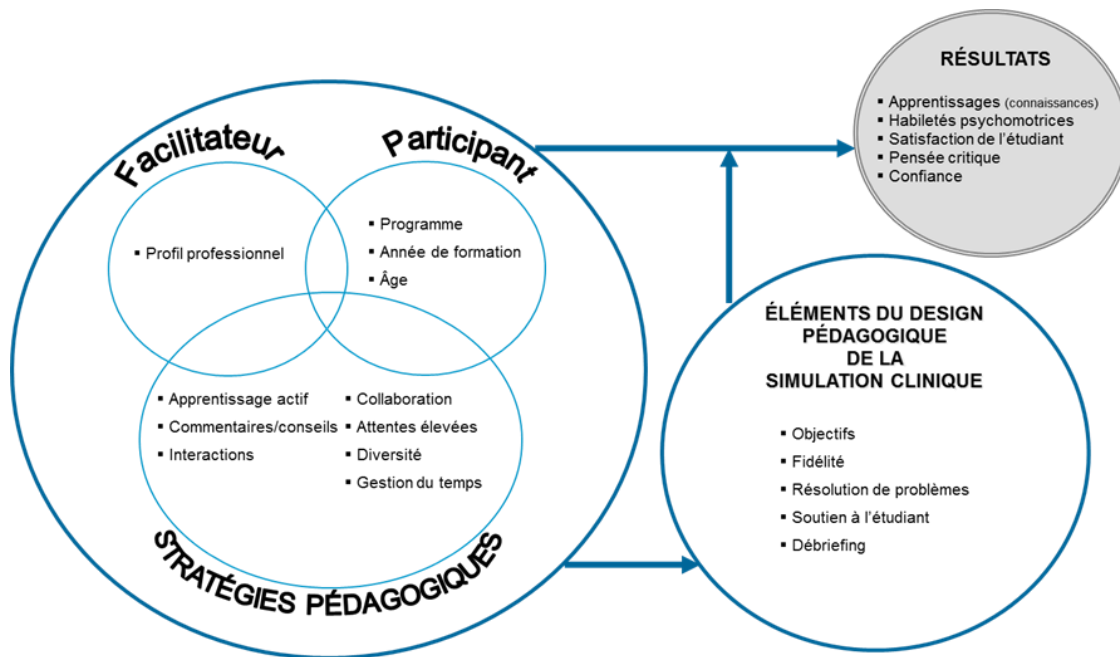 Facilitateur
▪ Profil professionnel
Participant
▪ Programme
▪ Année de formation
▪ Âge
▪ Apprentissage actif
▪ Commentaires/conseils
▪ Interactions
▪ Collaboration
▪ Attentes élevées
▪ Diversité
▪ Gestion du temps
STRATÉGIES PÉDAGOGIQUES
RÉSULTATS
▪ Apprentissages (connaissances)
▪ Habiletés psychomotrices
▪ Satisfaction de l'étudiant
▪ Pensée critique
▪ Confiance
ÉLÉMENTS DU DESIGN
PÉDAGOGIQUE
DE LA
SIMULATION CLINIQUE
▪ Objectifs
▪ Fidélité
▪ Résolution de problèmes
▪ Soutien à l'étudiant
▪ Débriefing